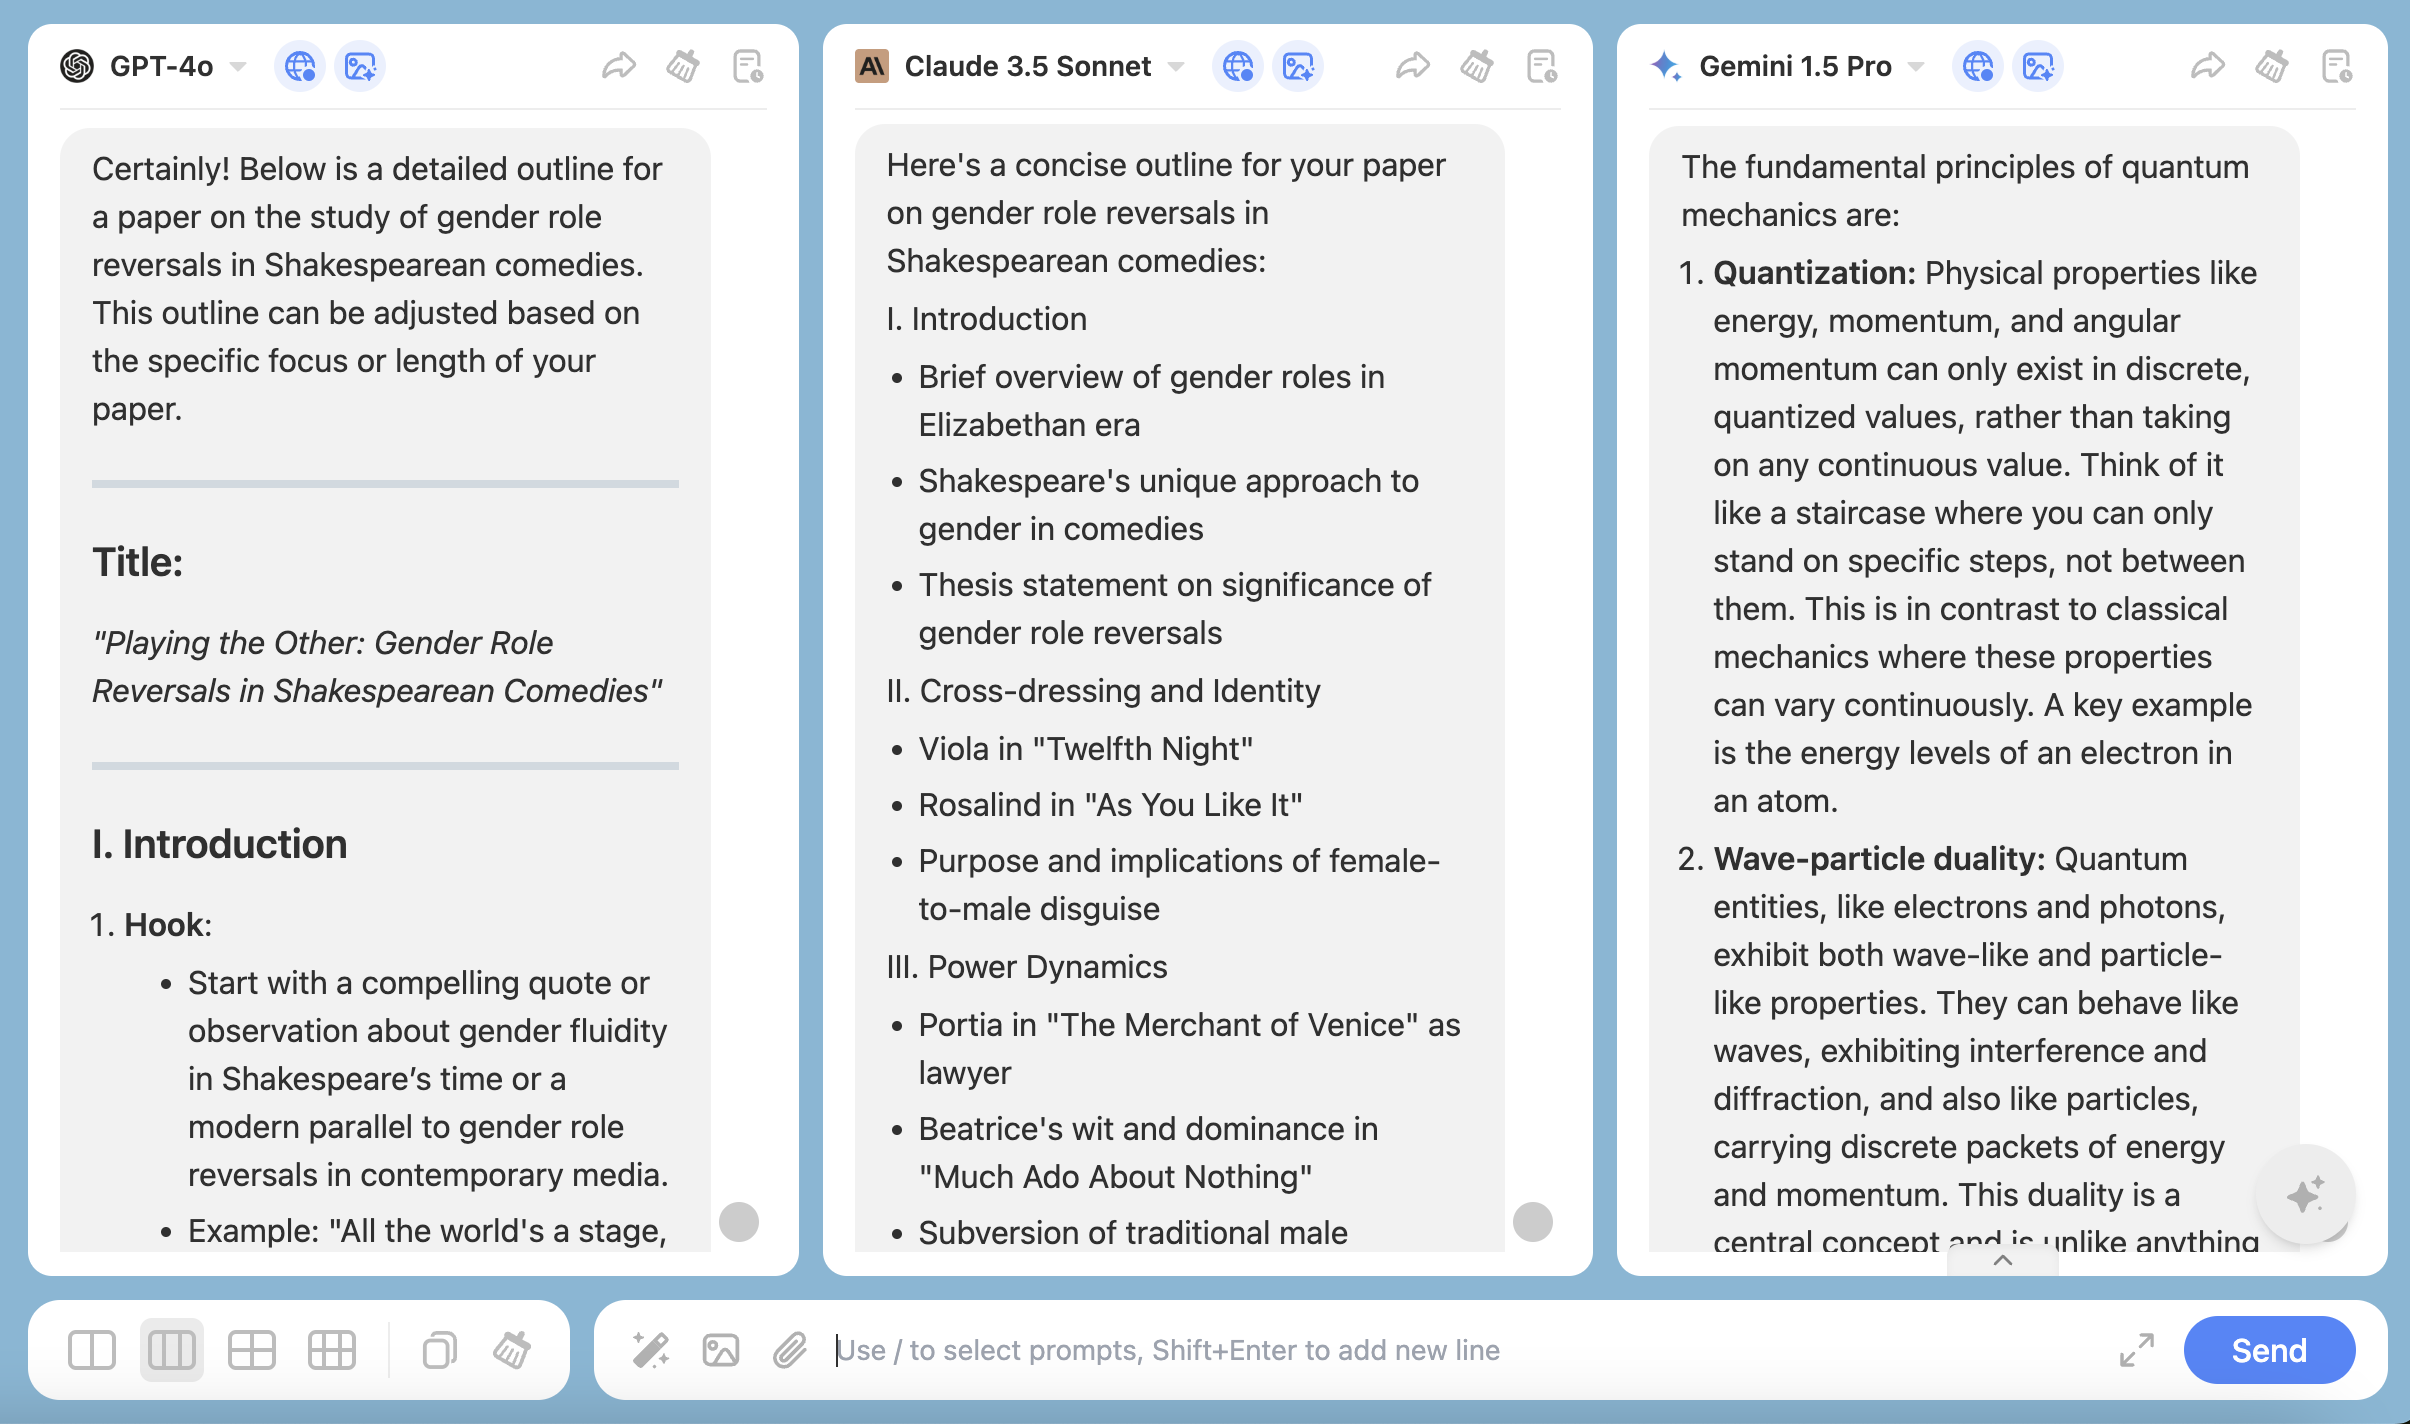 GPT-4o
Certainly! Below is a detailed outline for
a paper on the study of gender role
reversals in Shakespearean comedies.
This outline can be adjusted based on
the specific focus or length of your
paper.
Title:
"Playing the Other: Gender Role
Reversals in Shakespearean Comedies"
I. Introduction
1. Hook:
• Start with a compelling quote or
observation about gender fluidity
in Shakespeare’s time or a
modern parallel to gender role
reversals in contemporary media.
• Example: "All the world's a stage,
Claude 3.5 Sonnet
Here's a concise outline for your paper
on gender role reversals in
Shakespearean comedies:
I. Introduction
• Brief overview of gender roles in
Elizabethan era
• Shakespeare's unique approach to
gender in comedies
• Thesis statement on significance of
gender role reversals
II. Cross-dressing and Identity
• Viola in "Twelfth Night"
• Rosalind in "As You Like It"
• Purpose and implications of female-
to-male disguise
III. Power Dynamics
• Portia in "The Merchant of Venice" as
lawyer
• Beatrice's wit and dominance in
"Much Ado About Nothing"
• Subversion of traditional male
Gemini 1.5 Pro
The fundamental principles of quantum
mechanics are:
1. Quantization: Physical properties like
energy, momentum, and angular
momentum can only exist in discrete,
quantized values, rather than taking
on any continuous value. Think of it
like a staircase where you can only
stand on specific steps, not between
them. This is in contrast to classical
mechanics where these properties
can vary continuously. A key example
is the energy levels of an electron in
an atom.
2. Wave-particle duality: Quantum
entities, like electrons and photons,
exhibit both wave-like and particle-
like properties. They can behave like
waves, exhibiting interference and
diffraction, and also like particles,
carrying discrete packets of energy
and momentum. This duality is a
central concept and is unlike anything
Use / to select prompts, Shift+Enter to add new line
Send